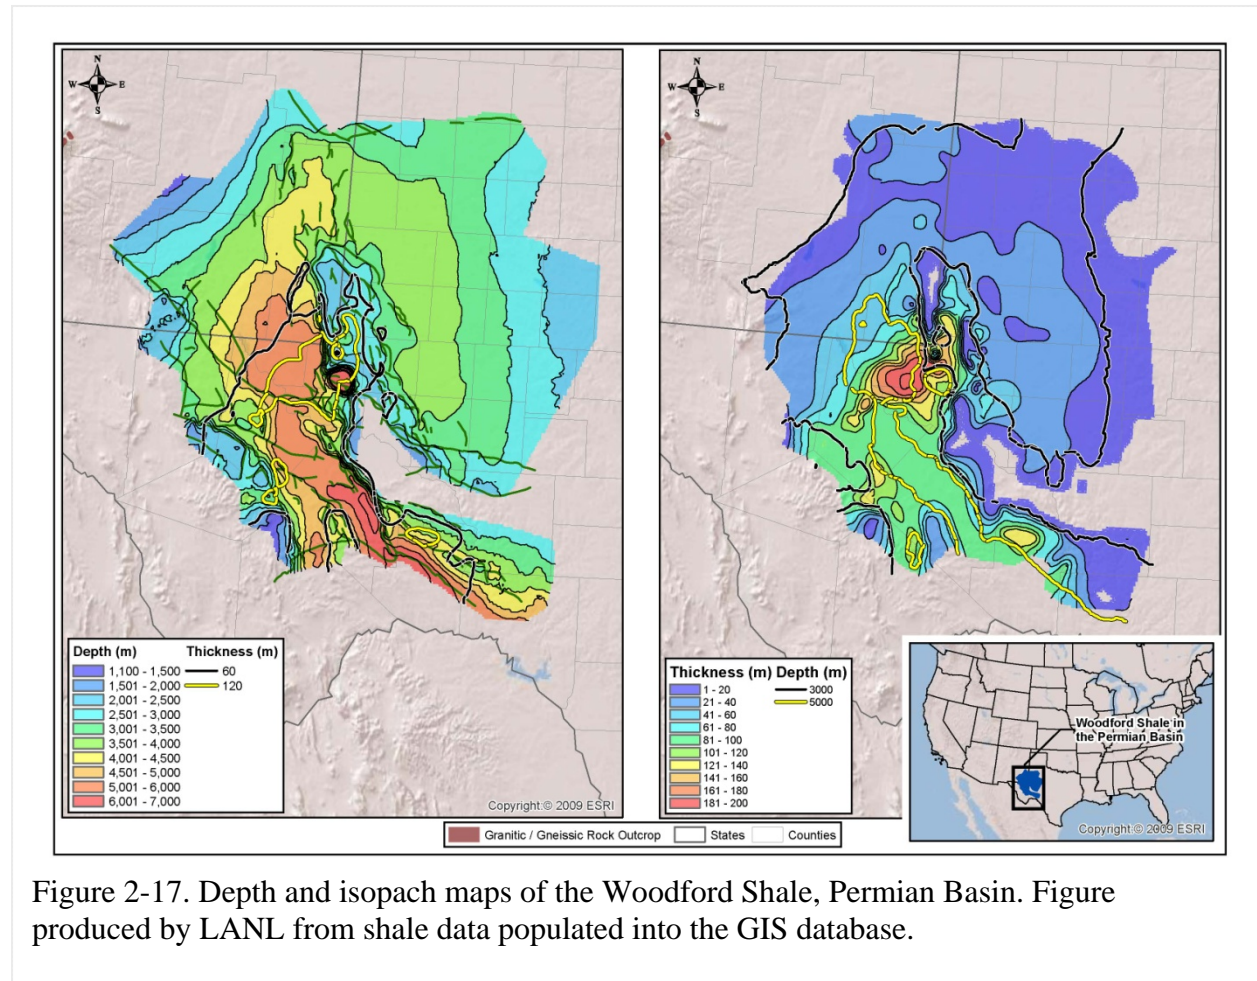 N
W E
S
Depth (m) Thickness (m)
1,100 - 1,500 60
1,501 - 2,000 120
2,001 - 2,500
2,501 - 3,000
3,001 - 3,500
3,501 - 4,000
4,001 - 4,500
4,501 - 5,000
5,001 - 6,000
6,001 - 7,000
Copyright:© 2009 ESRI
N
W E
S
Thickness (m) Depth (m)
1 - 20 3000
21 - 40 5000
41 - 60
61 - 80
81 - 100
101 - 120
121 - 140
141 - 160
161 - 180
181 - 200
Woodford Shale in
the Permian Basin
Copyright:© 2009 ESRI
Granitic / Gneissic Rock Outcrop States Counties
Figure 2-17. Depth and isopach maps of the Woodford Shale, Permian Basin. Figure
produced by LANL from shale data populated into the GIS database.